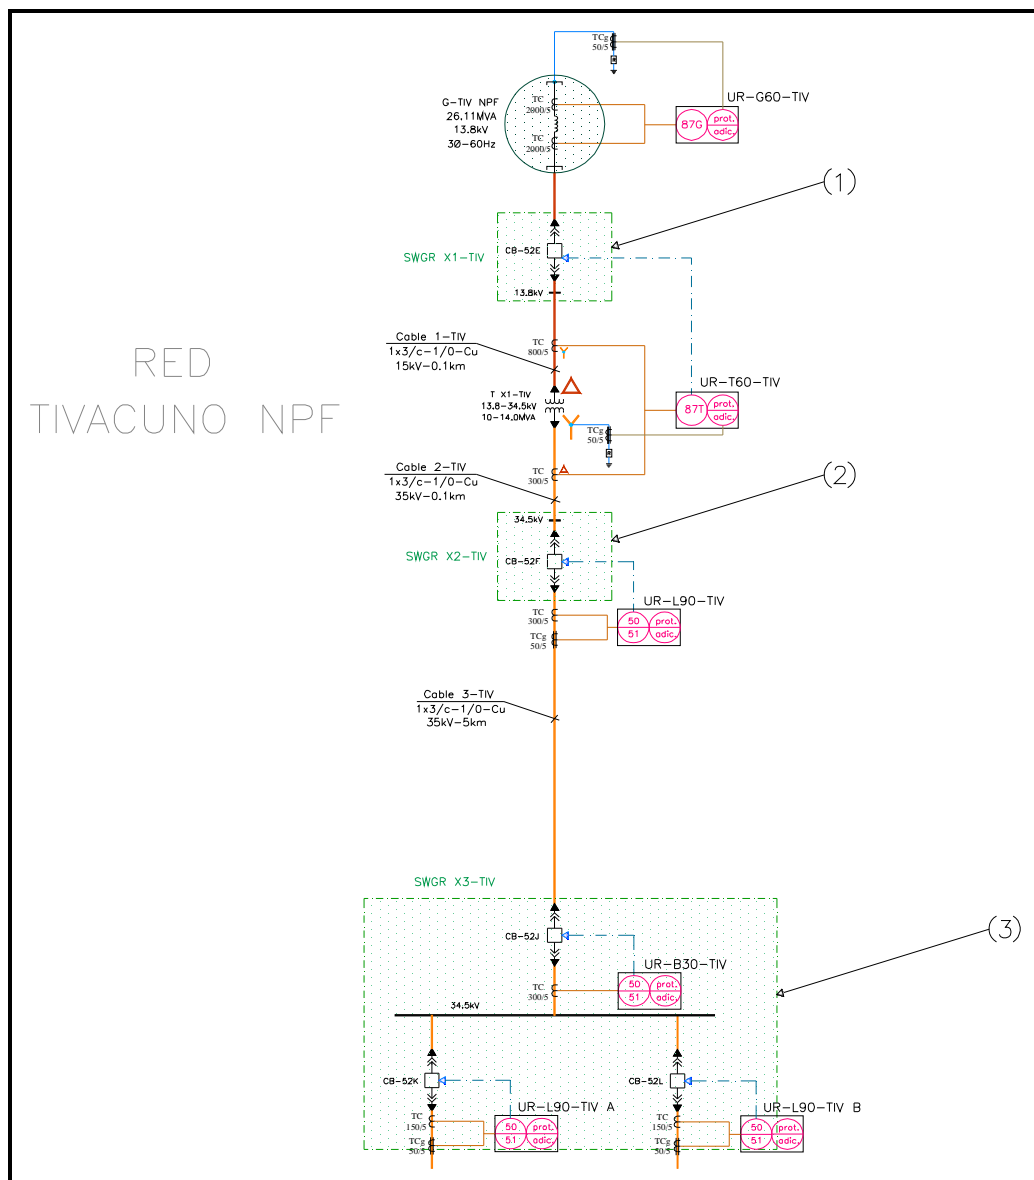 TCg
50/5
UR-G60-TIV
G-TIV NPF
26.11MVA
13.8kV
3Ø-60Hz
TC
2000/5
TC
2000/5
87G
prot.
adic.
(1)
SWGR X1-TIV
CB-52E
13.8kV
RED
TIVACUNO NPF
Cable 1-TIV
1x3/c-1/0-Cu
15kV-0.1km
TC
800/5
T X1-TIV
13.8-34.5kV
10-14.0MVA
UR-T60-TIV
87T
prot.
adic.
TCg
50/5
Cable 2-TIV
1x3/c-1/0-Cu
35kV-0.1km
TC
300/5
(2)
34.5kV
SWGR X2-TIV
CB-52F
UR-L90-TIV
TC
300/5
TCg
50/5
50
51
prot.
adic.
Cable 3-TIV
1x3/c-1/0-Cu
35kV-5km
SWGR X3-TIV
CB-52J
(3)
UR-B30-TIV
TC
300/5
50
51
prot.
adic.
34.5kV
CB-52K
CB-52L
UR-L90-TIV A
UR-L90-TIV B
TC
150/5
TCg
50/5
50
51
prot.
adic.
TC
150/5
TCg
50/5
50
51
prot.
adic.